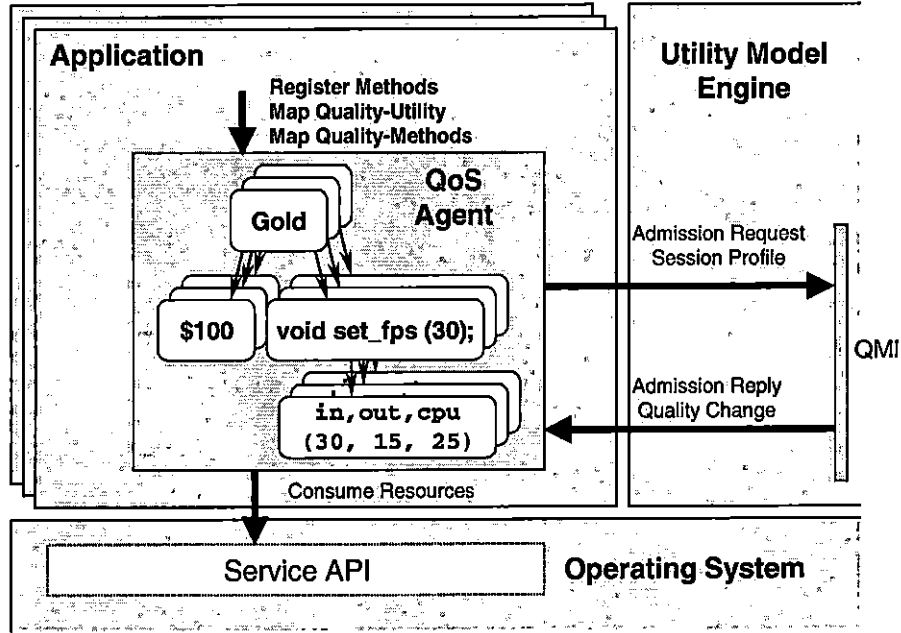 Application
Utility Model
Engine
Register Methods
Map Quality-Utility
Map Quality-Methods
QoS
Agent
Gold
$100
void set_fps (30);
in,out,cpu
(30, 15, 25)
Admission Request
Session Profile
QMI
Admission Reply
Quality Change
Consume Resources
Service API
Operating System